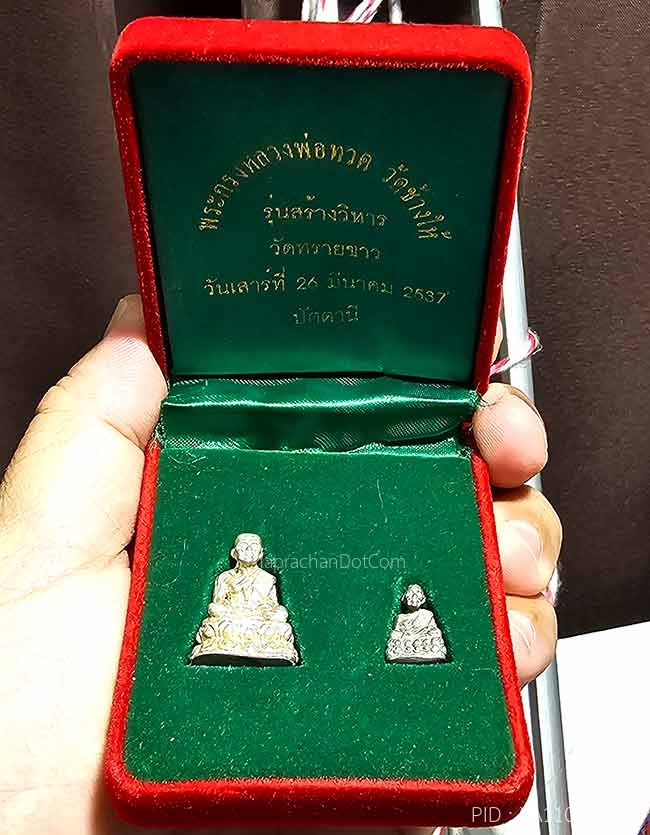 พระกริ่งหลวงพ่อทวด วัดช้างให้
รุ่นสร้างวิหาร
วัดทรายขาว
วันเสาร์ที่ 26 มีนาคม 2537
ปัตตานี
aprachanDotCom
PID :